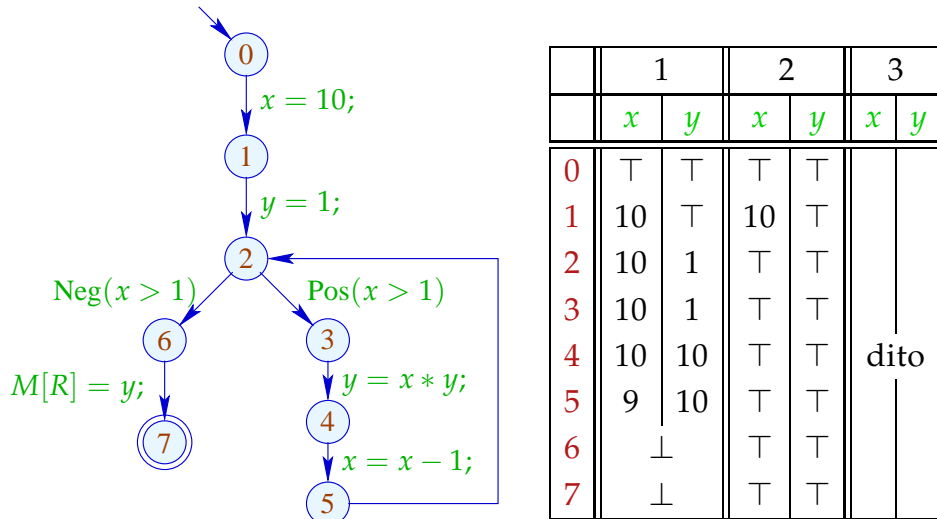 0
x = 10;
1
y = 1;
2
Neg(x > 1)
Pos(x > 1)
6
3
M[R] = y;
y = x ∗ y;
7
4
x = x − 1;
5
1 2 3
x y x y x y
0 ⊤ ⊤ ⊤ ⊤
1 10 ⊤ 10 ⊤
2 10 1 ⊤ ⊤
3 10 1 ⊤ ⊤
4 10 10 ⊤ ⊤ dito
5 9 10 ⊤ ⊤
6 ⊥ ⊤ ⊤
7 ⊥ ⊤ ⊤